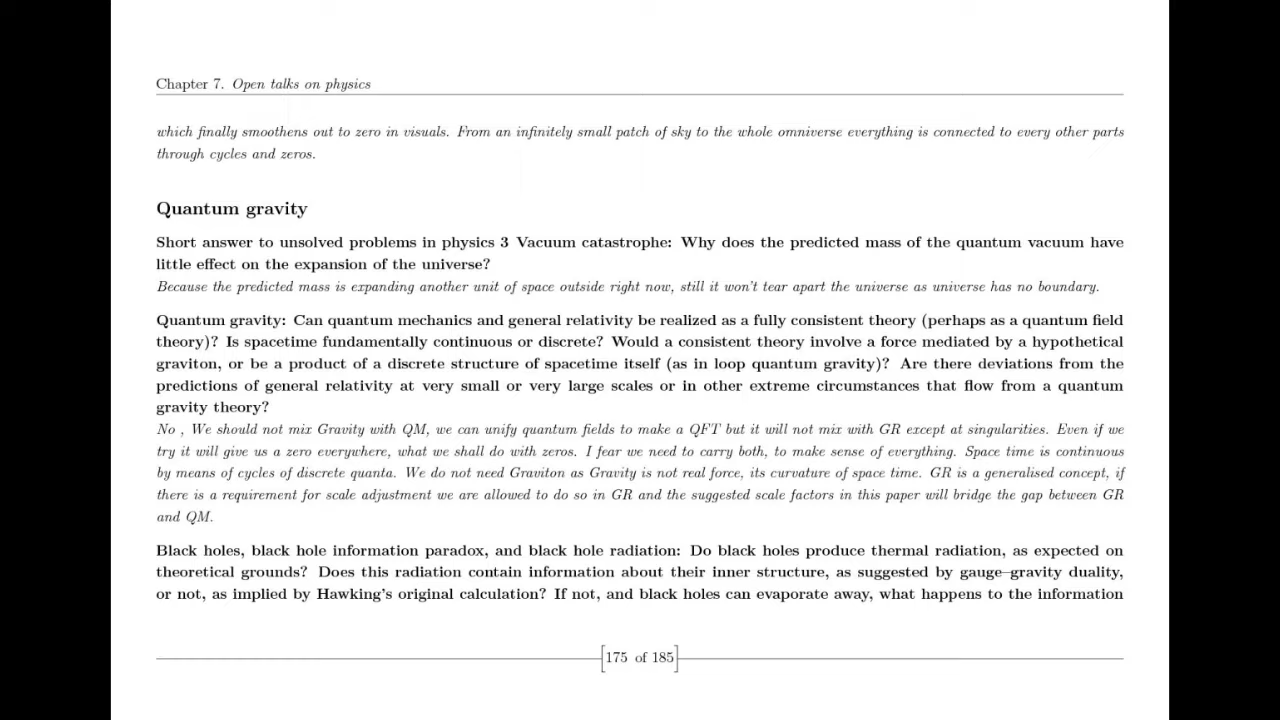 Chapter 7. Open talks on physics
which finally smoothens out to zero in visuals. From an infinitely small patch of sky to the whole omniverse everything is connected to every other parts
through cycles and zeros.
Quantum gravity
Short answer to unsolved problems in physics 3 Vacuum catastrophe: Why does the predicted mass of the quantum vacuum have
little effect on the expansion of the universe?
Because the predicted mass is expanding another unit of space outside right now, still it won't tear apart the universe as universe has no boundary.
Quantum gravity: Can quantum mechanics and general relativity be realized as a fully consistent theory (perhaps as a quantum field
theory)? Is spacetime fundamentally continuous or discrete? Would a consistent theory involve a force mediated by a hypothetical
graviton, or be a product of a discrete structure of spacetime itself (as in loop quantum gravity)? Are there deviations from the
predictions of general relativity at very small or very large scales or in other extreme circumstances that flow from a quantum
gravity theory?
No , We should not mix Gravity with QM, we can unify quantum fields to make a QFT but it will not mix with GR except at singularities. Even if we
try it will give us a zero everywhere, what we shall do with zeros. I fear we need to carry both, to make sense of everything. Space time is continuous
by means of cycles of discrete quanta. We do not need Graviton as Gravity is not real force, its curvature of space time. GR is a generalised concept, if
there is a requirement for scale adjustment we are allowed to do so in GR and the suggested scale factors in this paper will bridge the gap between GR
and QM.
Black holes, black hole information paradox, and black hole radiation: Do black holes produce thermal radiation, as expected on
theoretical grounds? Does this radiation contain information about their inner structure, as suggested by gauge–gravity duality,
or not, as implied by Hawking's original calculation? If not, and black holes can evaporate away, what happens to the information
175 of 185